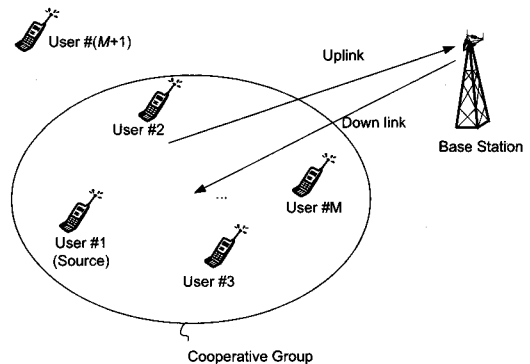 User #(M+1)
Uplink
User #2
Down link
Base Station
...
User #M
User #1
(Source)
User #3
Cooperative Group